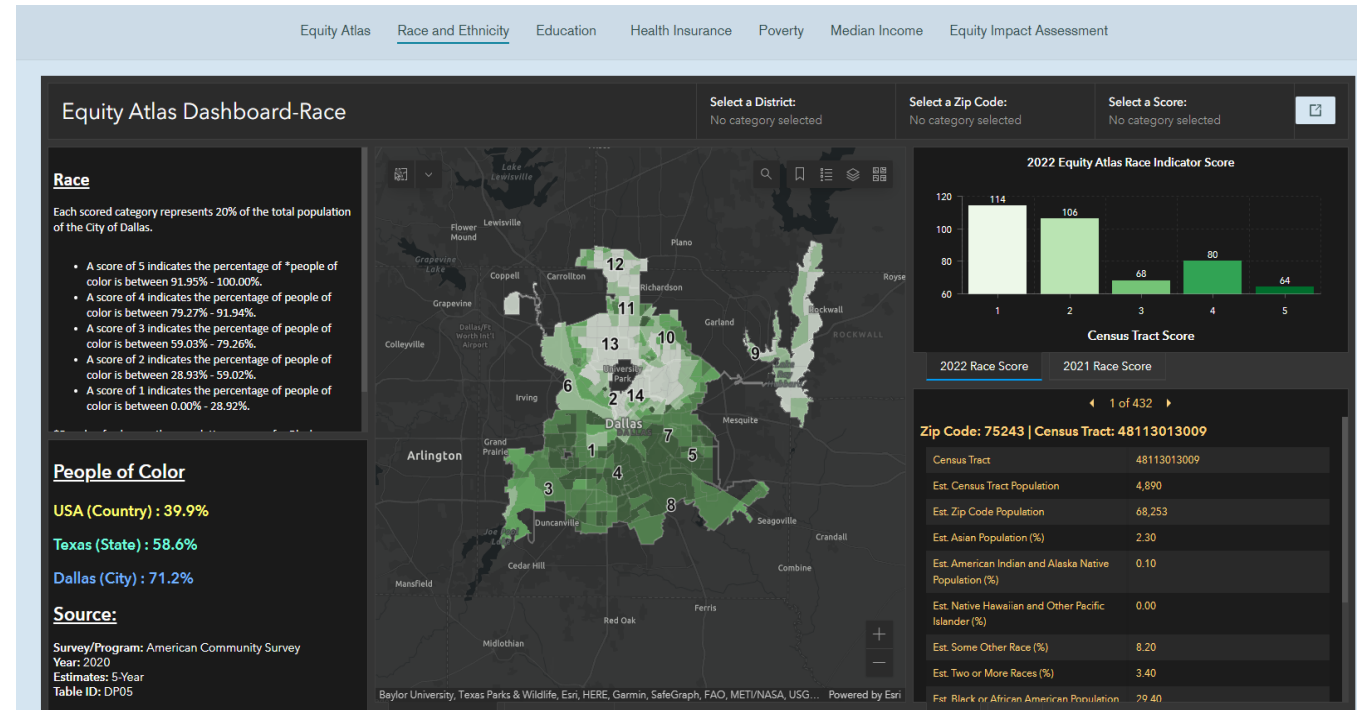 Equity Atlas
Race and Ethnicity
Education
Health Insurance
Poverty
Median Income
Equity Impact Assessment
Equity Atlas Dashboard-Race
Select a District:
No category selected
Select a Zip Code:
No category selected
Select a Score:
No category selected
Race
Each scored category represents 20% of the total population
of the City of Dallas.
• A score of 5 indicates the percentage of *people of
color is between 91.95% - 100.00%.
• A score of 4 indicates the percentage of people of
color is between 79.27% - 91.94%.
• A score of 3 indicates the percentage of people of
color is between 59.03% - 79.26%.
• A score of 2 indicates the percentage of people of
color is between 28.93% - 59.02%.
• A score of 1 indicates the percentage of people of
color is between 0.00% - 28.92%.
People of Color
USA (Country) : 39.9%
Texas (State) : 58.6%
Dallas (City) : 71.2%
Source:
Survey/Program: American Community Survey
Year: 2020
Estimates: 5-Year
Table ID: DP05
Lake
Lewisville
Flower
Mound
Lewisville
Plano
Grapevine
Lake
Coppell
Carrollton
12
Richardson
Royse
Grapevine
11
Garland
Rockwall
Dallas/Ft
Worth Int'l
Airport
Colleyville
13
10
ROCKWALL
9
University
Park
6
Irving
2
14
Dallas
Mesquite
7
Grand
Prairie
Arlington
1
5
4
3
8
Duncanville
Seagoville
Joe
Crandall
Cedar Hill
Combine
Mansfield
Ferris
Red Oak
Midlothian
Baylor University, Texas Parks & Wildlife, Esri, HERE, Garmin, SafeGraph, FAO, METI/NASA, USG...
Powered by Esri
2022 Equity Atlas Race Indicator Score
120
100
80
60
114
106
68
80
64
1
2
3
4
5
Census Tract Score
2022 Race Score
2021 Race Score
1 of 432
Zip Code: 75243 | Census Tract: 48113013009
Census Tract 48113013009
Est. Census Tract Population 4,890
Est. Zip Code Population 68,253
Est. Asian Population (%) 2.30
Est. American Indian and Alaska Native 0.10
Population (%)
Est. Native Hawaiian and Other Pacific 0.00
Islander (%)
Est. Some Other Race (%) 8.20
Est. Two or More Races (%) 3.40
Est. Black or African American Population 29.40